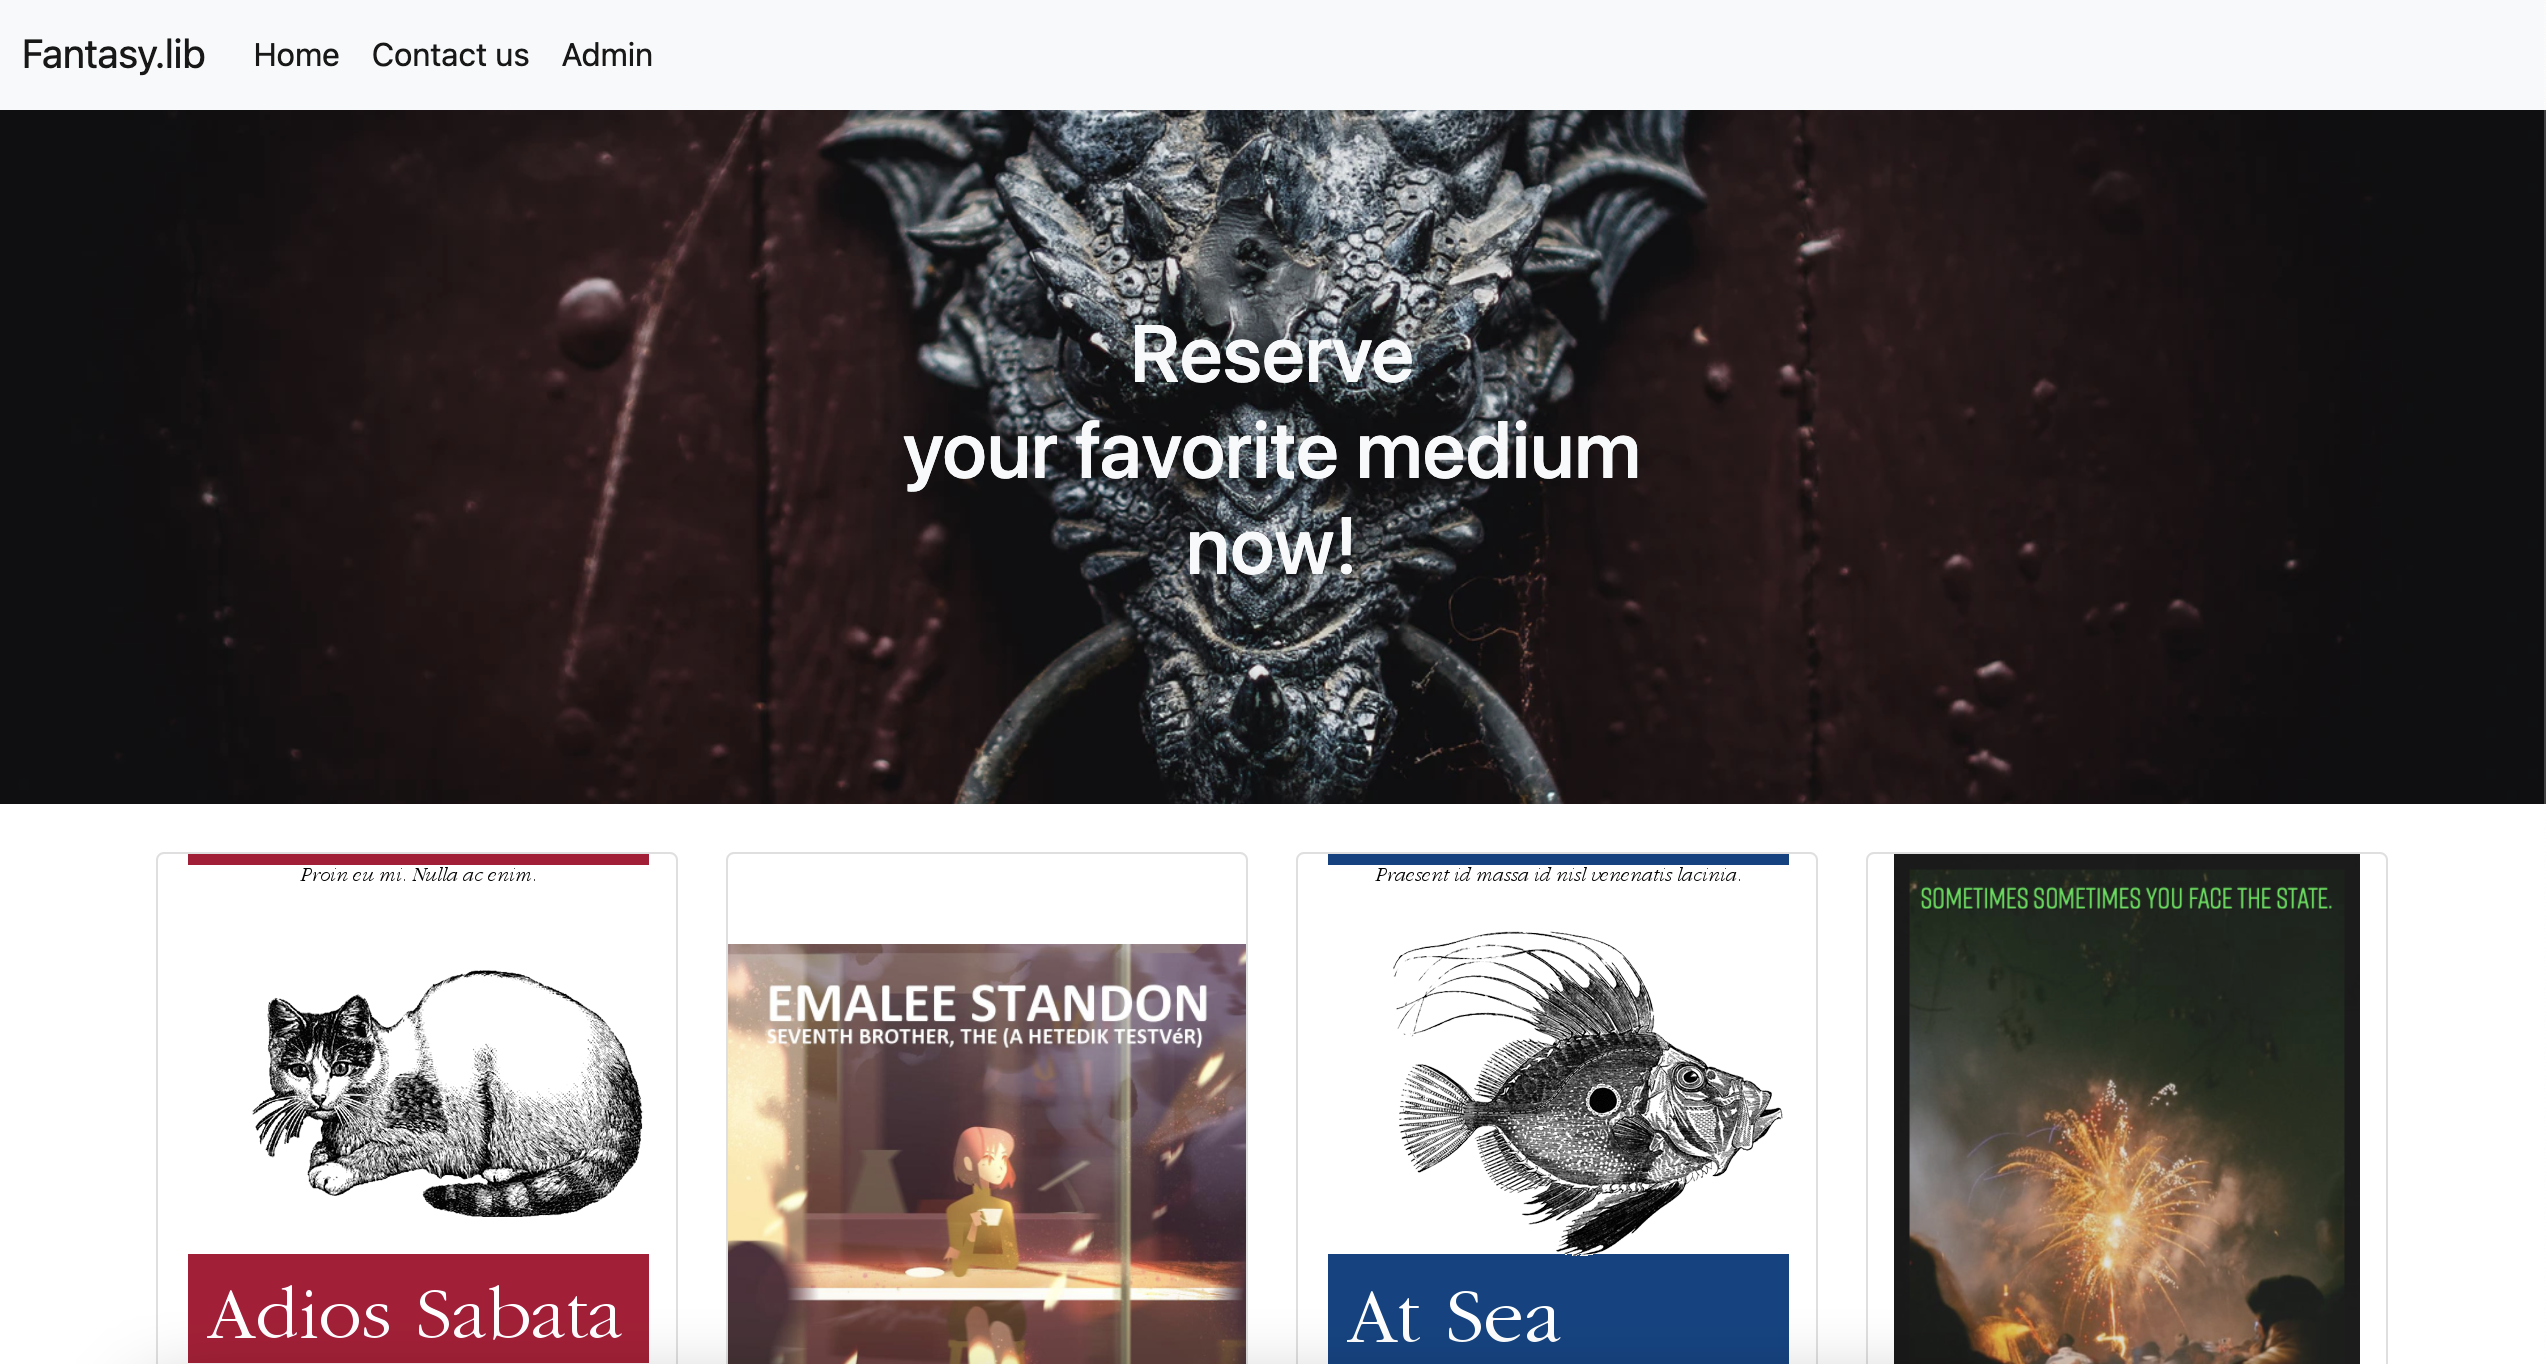 Fantasy.lib
Home
Contact us
Admin
Reserve
your favorite medium
now!
Proin eu mi. Nulla ac enim.
Adios Sabata
EMALEE STANDON
SEVENTH BROTHER, THE (A HETEDIK TESTVéR)
Praesent id massa id nisl venenatis lacinia.
At Sea
SOMETIMES SOMETIMES YOU FACE THE STATE.